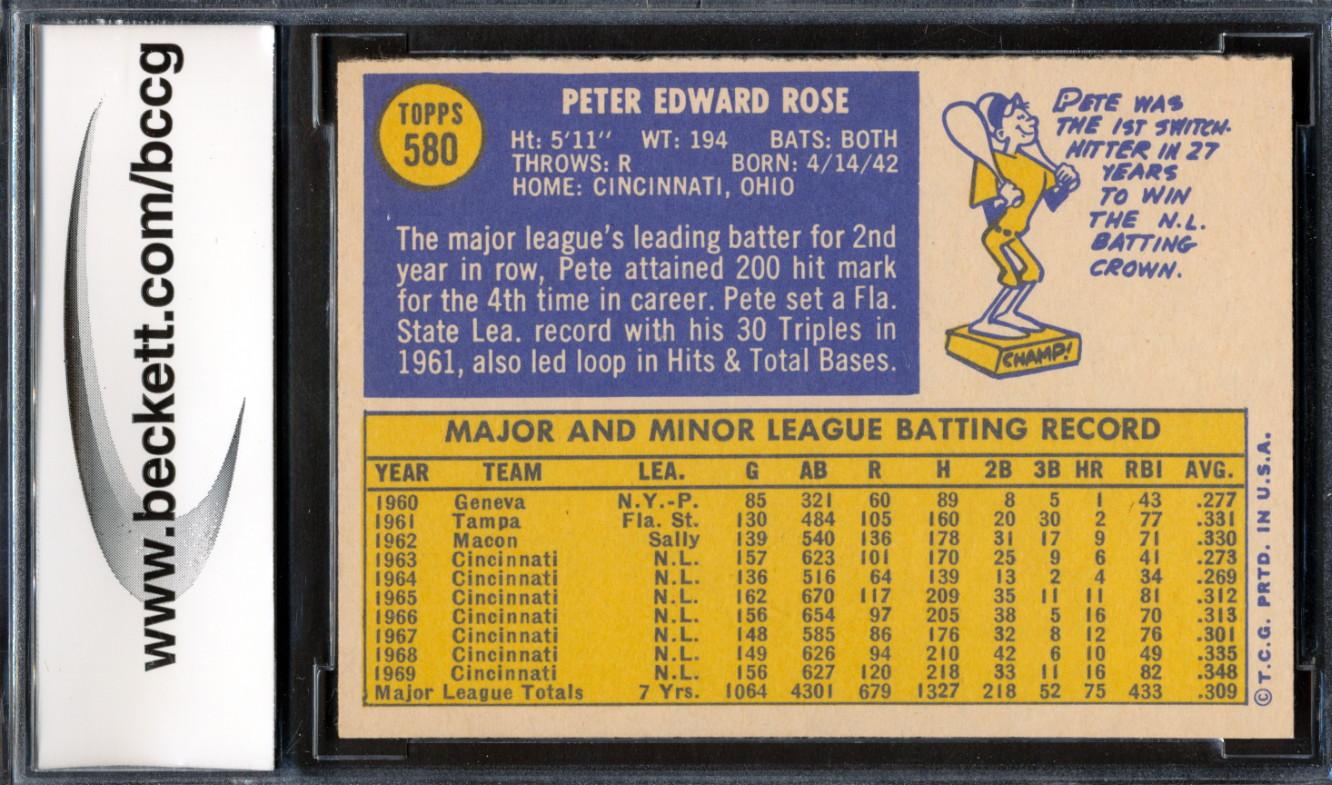 www.beckett.com/bccg
TOPPS
580
PETER EDWARD ROSE
Ht: 5'11" WT: 194 BATS: BOTH
THROWS: R BORN: 4/14/42
HOME: CINCINNATI, OHIO
The major league's leading batter for 2nd
year in row, Pete attained 200 hit mark
for the 4th time in career. Pete set a Fla.
State Lea. record with his 30 Triples in
1961, also led loop in Hits & Total Bases.
PETE WAS
THE 1ST SWITCH-
HITTER IN 27
YEARS
TO WIN
THE N.L.
BATTING
CROWN.
CHAMP!
MAJOR AND MINOR LEAGUE BATTING RECORD
YEAR TEAM LEA. G AB R H 2B 3B HR RBI AVG.
1960 Geneva N.Y.-P. 85 321 60 89 8 5 1 43 .277
1961 Tampa Fla. St. 130 484 105 160 20 30 2 77 .331
1962 Macon Sally 139 540 136 178 31 17 9 71 .330
1963 Cincinnati N.L. 157 623 101 170 25 9 6 41 .273
1964 Cincinnati N.L. 136 516 64 139 13 2 4 34 .269
1965 Cincinnati N.L. 162 670 117 209 35 11 11 81 .312
1966 Cincinnati N.L. 156 654 97 205 38 5 16 70 .313
1967 Cincinnati N.L. 148 585 86 176 32 8 12 76 .301
1968 Cincinnati N.L. 149 626 94 210 42 6 10 49 .335
1969 Cincinnati N.L. 156 627 120 218 33 11 16 82 .348
Major League Totals 7 Yrs. 1064 4301 679 1327 218 52 75 433 .309
© T.C.G. PRTD. IN U.S.A.